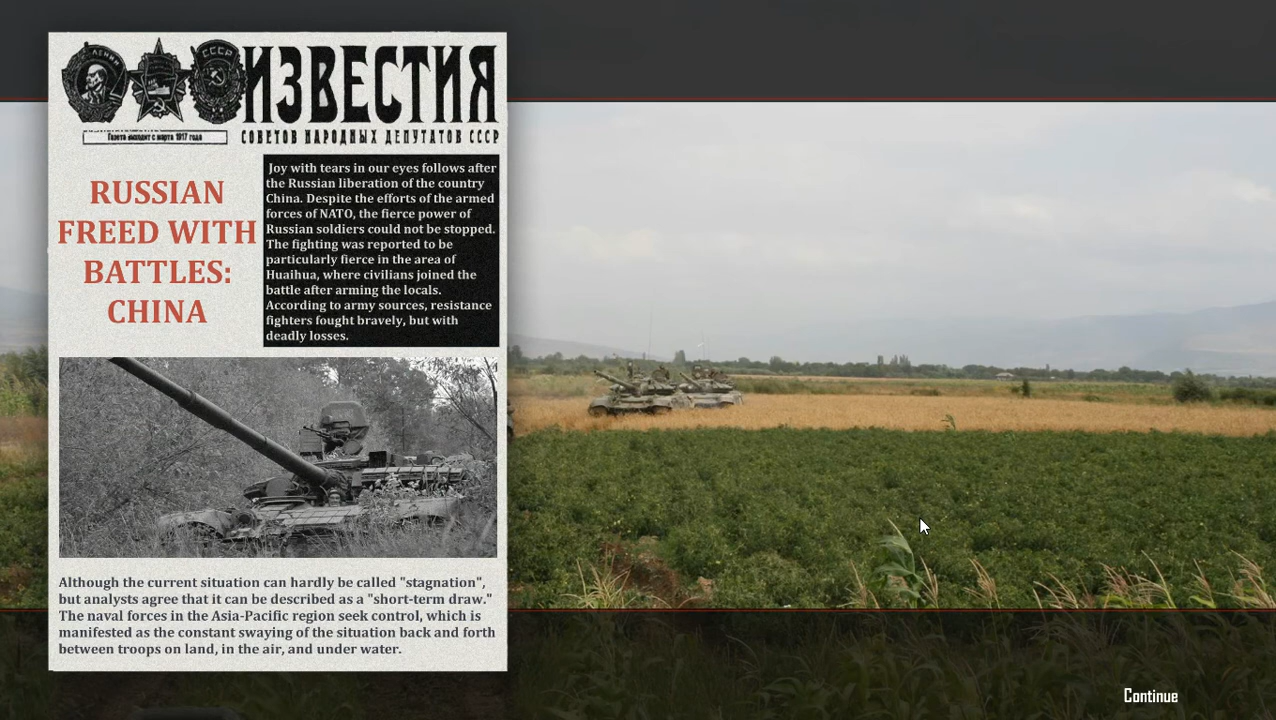 ЛЕНИН
СССР
ИЗВЕСТИЯ
Газета выходит с марта 1917 года
СОВЕТОВ НАРОДНЫХ ДЕПУТАТОВ СССР
RUSSIAN
FREED WITH
BATTLES:
CHINA
Joy with tears in our eyes follows after
the Russian liberation of the country
China. Despite the efforts of the armed
forces of NATO, the fierce power of
Russian soldiers could not be stopped.
The fighting was reported to be
particularly fierce in the area of
Huaihua, where civilians joined the
battle after arming the locals.
According to army sources, resistance
fighters fought bravely, but with
deadly losses.
Although the current situation can hardly be called "stagnation",
but analysts agree that it can be described as a "short-term draw."
The naval forces in the Asia-Pacific region seek control, which is
manifested as the constant swaying of the situation back and forth
between troops on land, in the air, and under water.
Continue